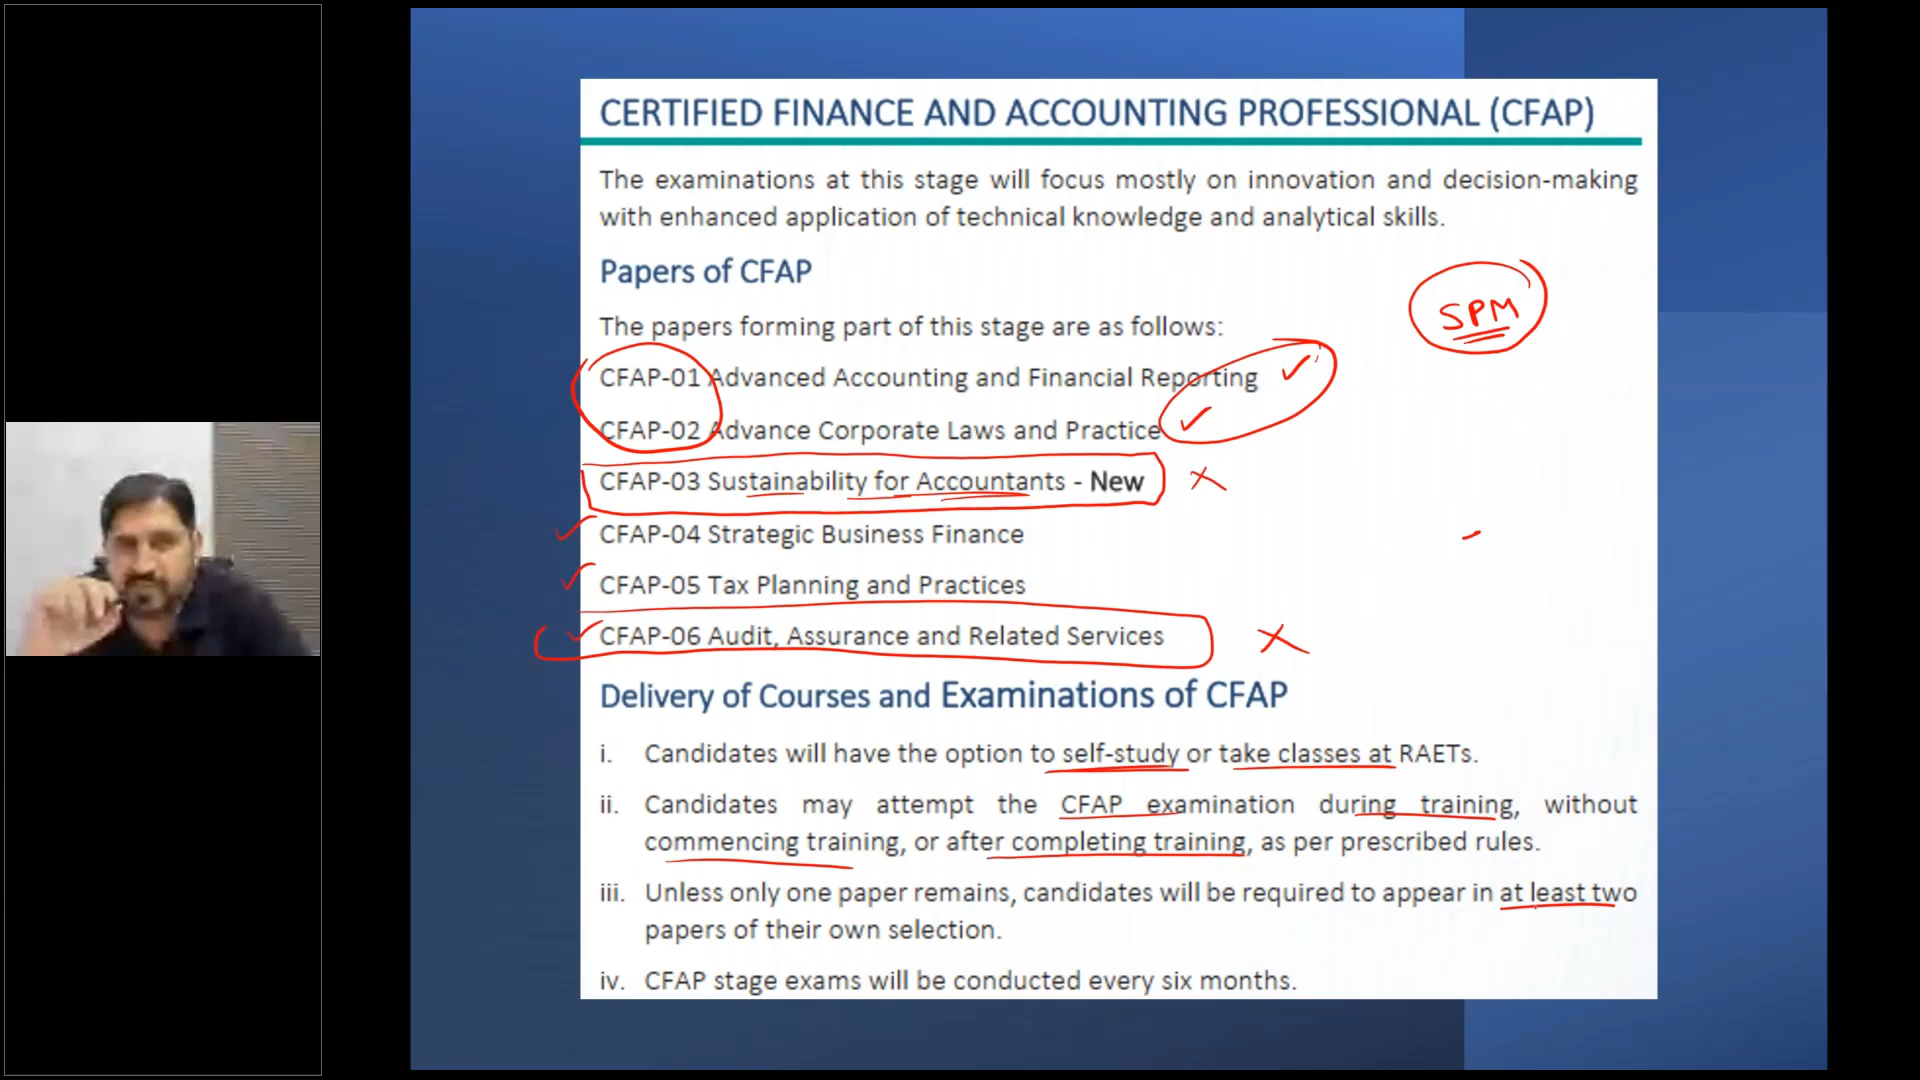 CERTIFIED FINANCE AND ACCOUNTING PROFESSIONAL (CFAP)
The examinations at this stage will focus mostly on innovation and decision-making
with enhanced application of technical knowledge and analytical skills.
Papers of CFAP
SPM
The papers forming part of this stage are as follows:
CFAP-01 Advanced Accounting and Financial Reporting
CFAP-02 Advance Corporate Laws and Practice
CFAP-03 Sustainability for Accountants - New
CFAP-04 Strategic Business Finance
CFAP-05 Tax Planning and Practices
CFAP-06 Audit, Assurance and Related Services
Delivery of Courses and Examinations of CFAP
i. Candidates will have the option to self-study or take classes at RAETs.
ii. Candidates may attempt the CFAP examination during training, without
commencing training, or after completing training, as per prescribed rules.
iii. Unless only one paper remains, candidates will be required to appear in at least two
papers of their own selection.
iv. CFAP stage exams will be conducted every six months.